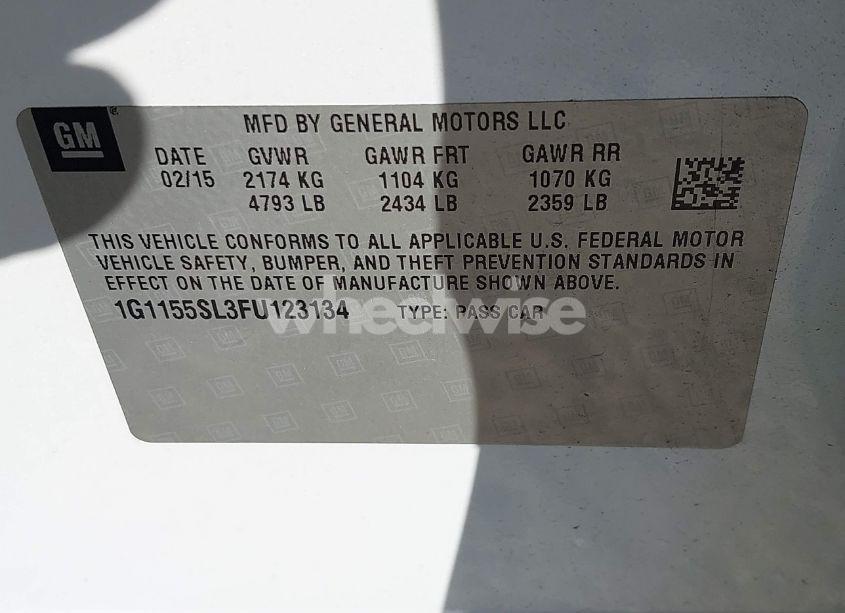 GM
MFD BY GENERAL MOTORS LLC
DATE GVWR GAWR FRT GAWR RR
02/15 2174 KG 1104 KG 1070 KG
4793 LB 2434 LB 2359 LB
THIS VEHICLE CONFORMS TO ALL APPLICABLE U.S. FEDERAL MOTOR
VEHICLE SAFETY, BUMPER, AND THEFT PREVENTION STANDARDS IN
EFFECT ON THE DATE OF MANUFACTURE SHOWN ABOVE.
1G1155SL3FU123134 TYPE: PASS CAR
wheelwise